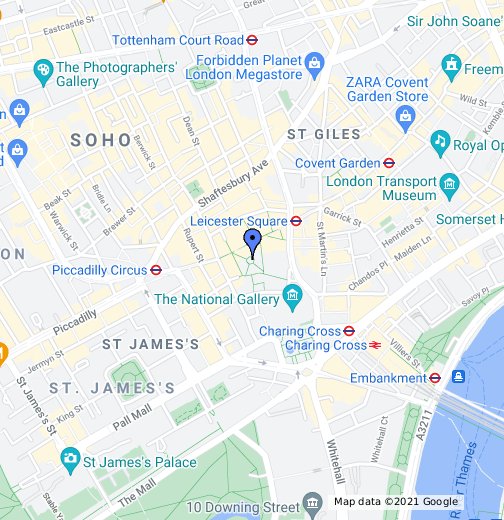 Eastcastle St
Sir John Soane'
Tottenham Court Road
The Photographers'
Gallery
Forbidden Planet
London Megastore
Freem
ZARA Covent
Garden Store
Wild St
Kemble
SOHO
Dean St
Berwick St
ST GILES
Royal Op
Covent Garden
Shaftesbury Ave
London Transport
Museum
Bridle Ln
Beak St
Brewer St
Warwick St
Leicester Square
Garrick St
Somerset H
Rupert St
St Martin's Ln
Henrietta St
Maiden Ln
ON
Piccadilly Circus
Chandos Pl
Savoy Pl
The National Gallery
Piccadilly
Charing Cross
Charing Cross
ST JAMES'S
Villiers St
Jermyn St
Embankment
ST. JAMES'S
St James's St
King St
Pall Mall
A3211
Whitehall Ct
Whitehall
St James's Palace
The Mall
10 Downing Street
Thames
Map data ©2021 Google